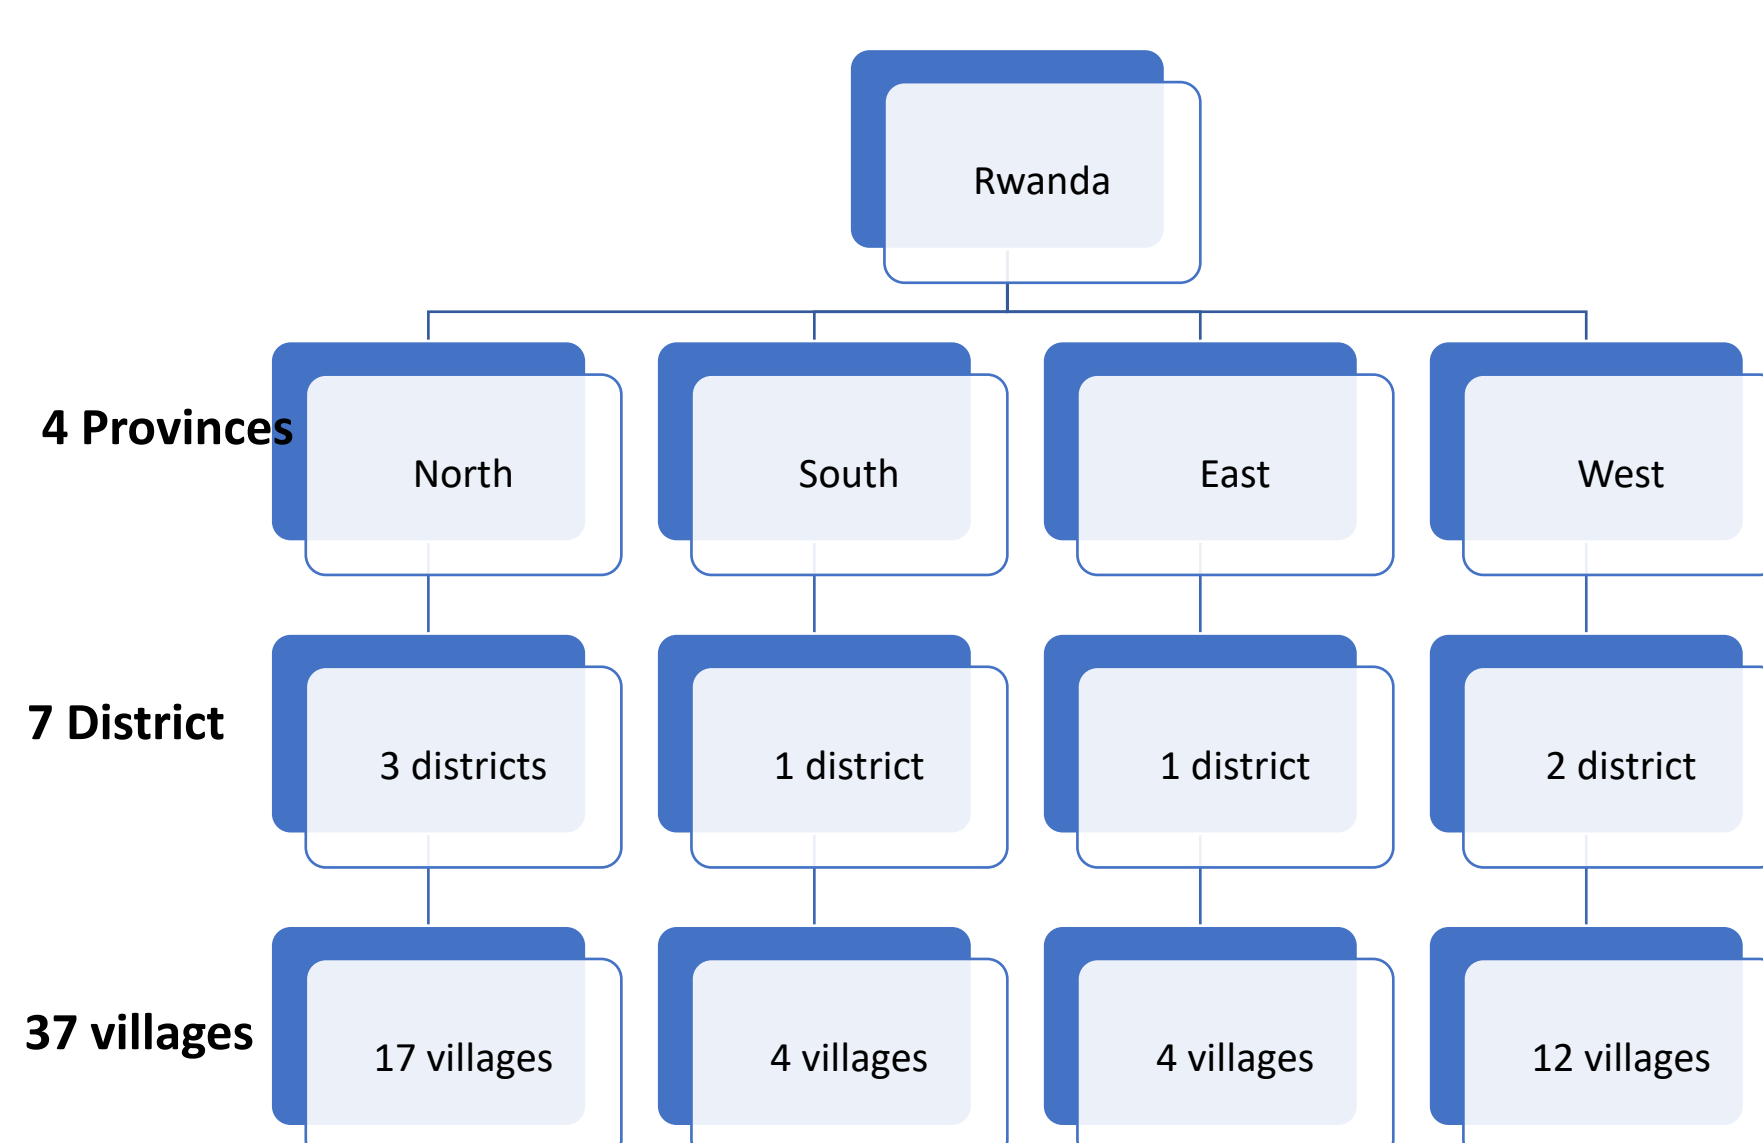 Rwanda
4 Provinces
North
South
East
West
7 District
3 districts
1 district
1 district
2 district
37 villages
17 villages
4 villages
4 villages
12 villages